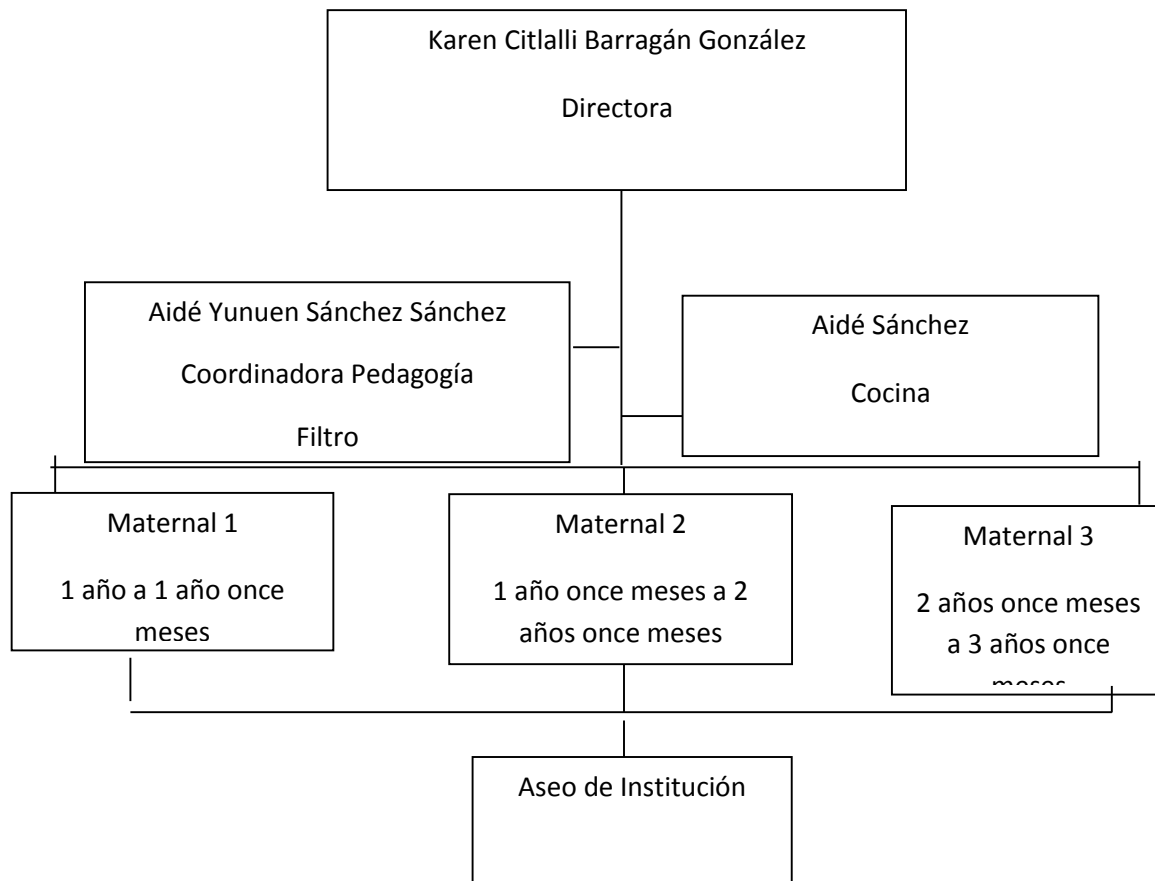 Karen Citlalli Barragán González
Directora
Aidé Yunuen Sánchez Sánchez
Coordinadora Pedagogía
Filtro
Aidé Sánchez
Cocina
Maternal 1
1 año a 1 año once
meses
Maternal 2
1 año once meses a 2
años once meses
Maternal 3
2 años once meses
a 3 años once
meses
Aseo de Institución